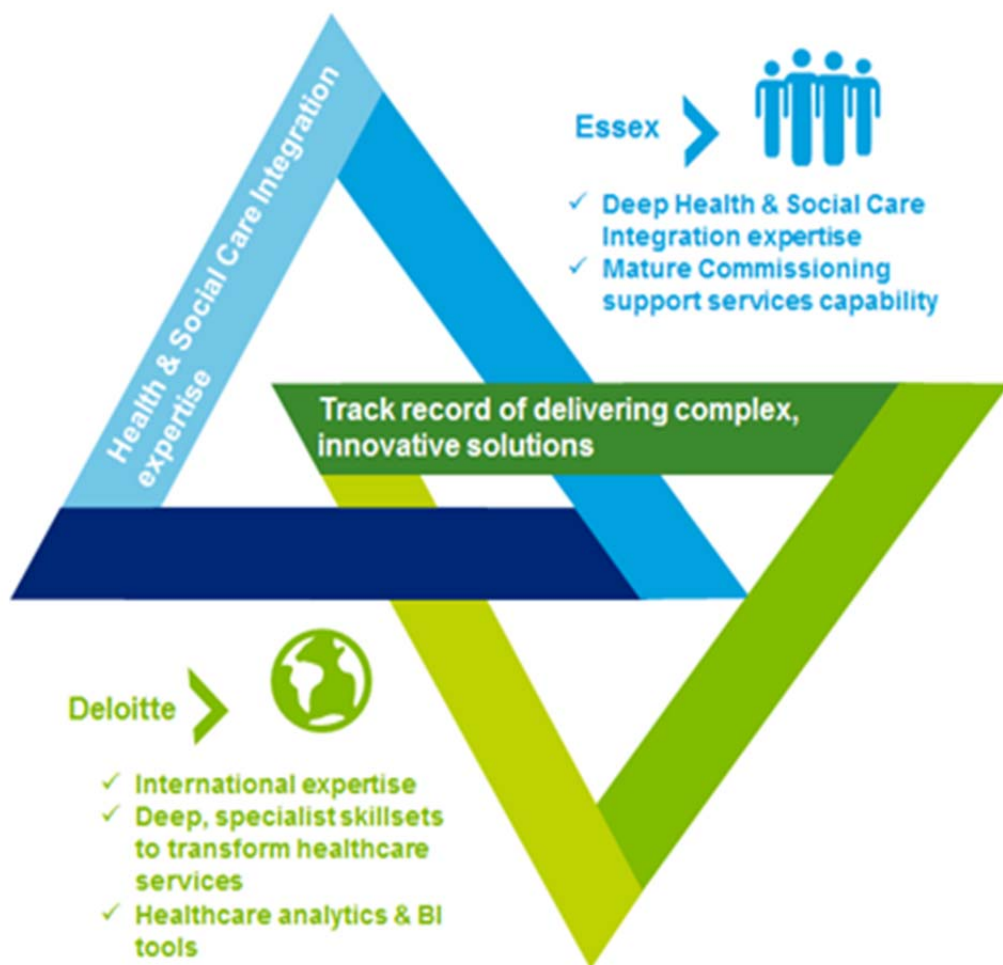 Health & Social Care Integration
expertise
Essex
✓ Deep Health & Social Care
Integration expertise
✓ Mature Commissioning
support services capability
Track record of delivering complex,
innovative solutions
Deloitte
✓ International expertise
✓ Deep, specialist skillsets
to transform healthcare
services
✓ Healthcare analytics & BI
tools